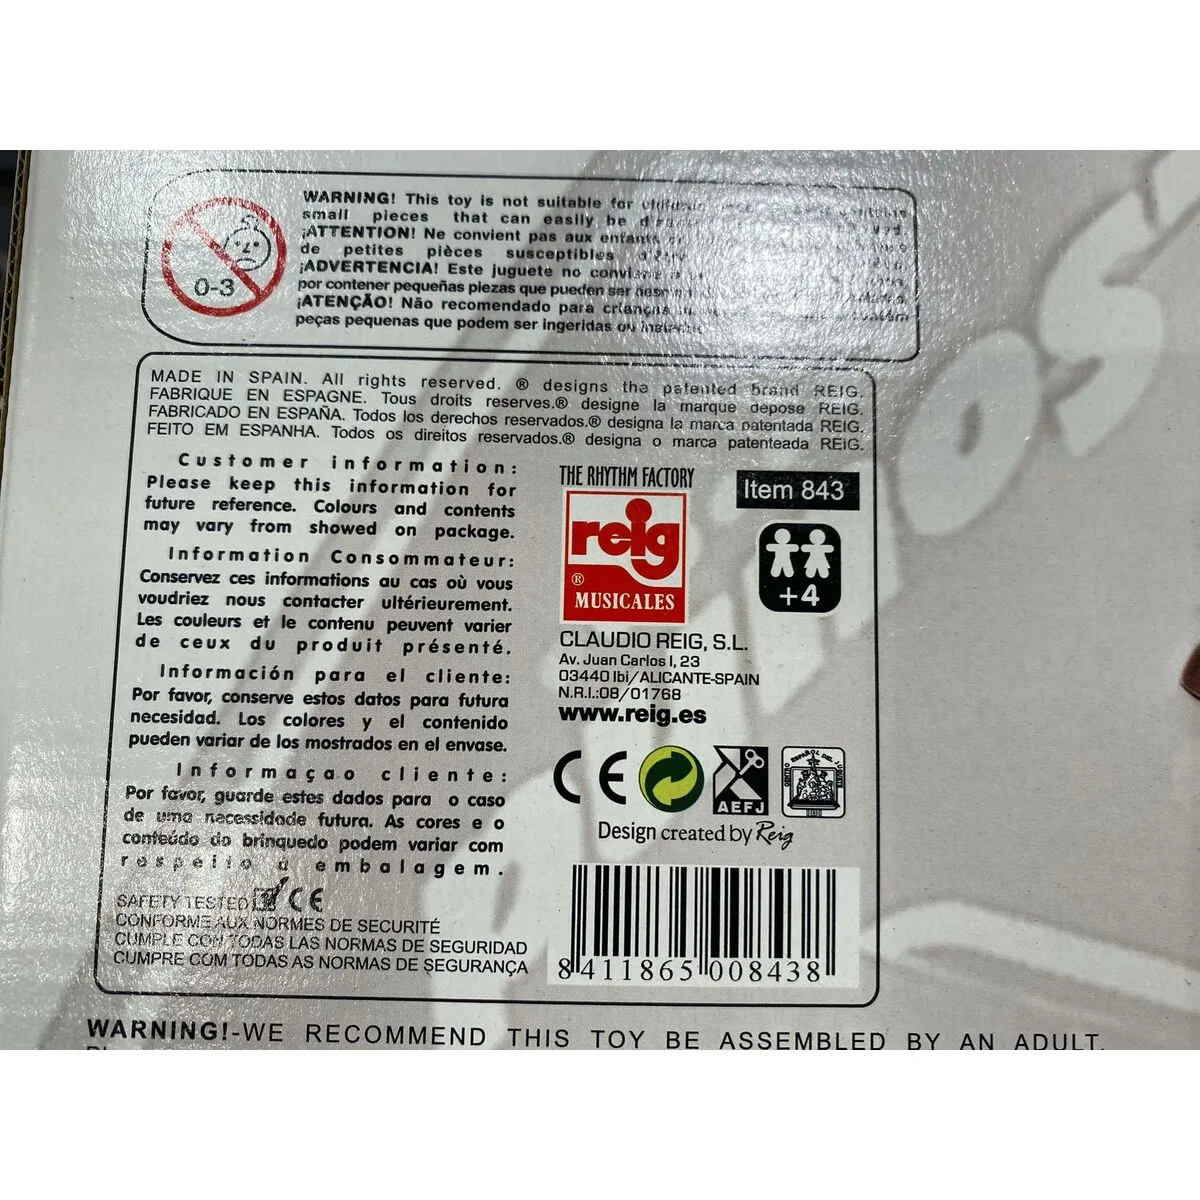 WARNING! This toy is not suitable for
small pieces that can easily be
¡ATTENTION! Ne convient pas aux enfants
de petites pièces susceptibles
¡ADVERTENCIA! Este juguete no
por contener pequeñas piezas que pueden ser
¡ATENÇÃO! Não recomendado para crianças
peças pequenas que podem ser ingeridas ou
0-3
MADE IN SPAIN. All rights reserved. ® designs the patented brand REIG.
FABRIQUE EN ESPAGNE. Tous droits reserves.® designe la marque depose REIG.
FABRICADO EN ESPAÑA. Todos los derechos reservados.® designa la marca patentada REIG.
FEITO EM ESPANHA. Todos os direitos reservados.® designa o marca patenteada REIG.
Customer information:
Please keep this information for
future reference. Colours and contents
may vary from showed on package.
Information Consommateur:
Conservez ces informations au cas où vous
voudriez nous contacter ultérieurement.
Les couleurs et le contenu peuvent varier
de ceux du produit présenté.
Información para el cliente:
Por favor, conserve estos datos para futura
necesidad. Los colores y el contenido
pueden variar de los mostrados en el envase.
Informaçao cliente:
Por favor, guarde estes dados para o caso
de uma necessidade futura. As cores e o
conteúdo do brinquedo podem variar com
respeito á embalagem.
SAFETY TESTED CE
CONFORME AUX NORMES DE SECURITÉ
CUMPLE CON TODAS LAS NORMAS DE SEGURIDAD
CUMPRE COM TODAS AS NORMAS DE SEGURANÇA
THE RHYTHM FACTORY
reig
®
MUSICALES
Item 843
+4
CLAUDIO REIG, S.L.
Av. Juan Carlos I, 23
03440 Ibi/ALICANTE-SPAIN
N.R.I.:08/01768
www.reig.es
CE
AEFJ
Design created by Reig
8 411865 008438
WARNING!-WE RECOMMEND THIS TOY BE ASSEMBLED BY AN ADULT.